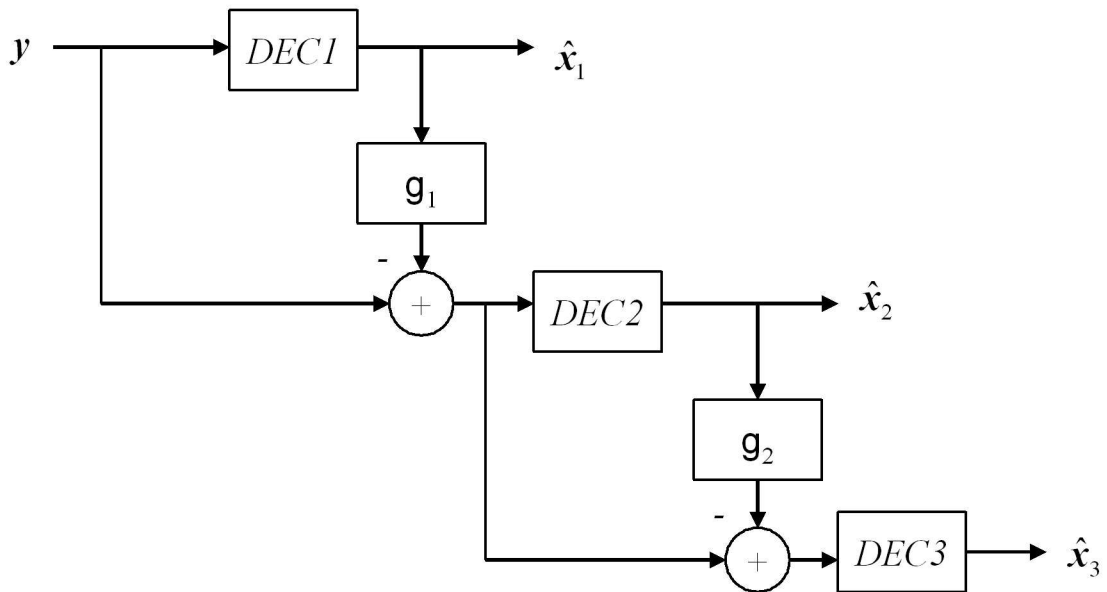 y
DEC1
x̂₁
g₁
-
+
DEC2
x̂₂
g₂
-
+
DEC3
x̂₃